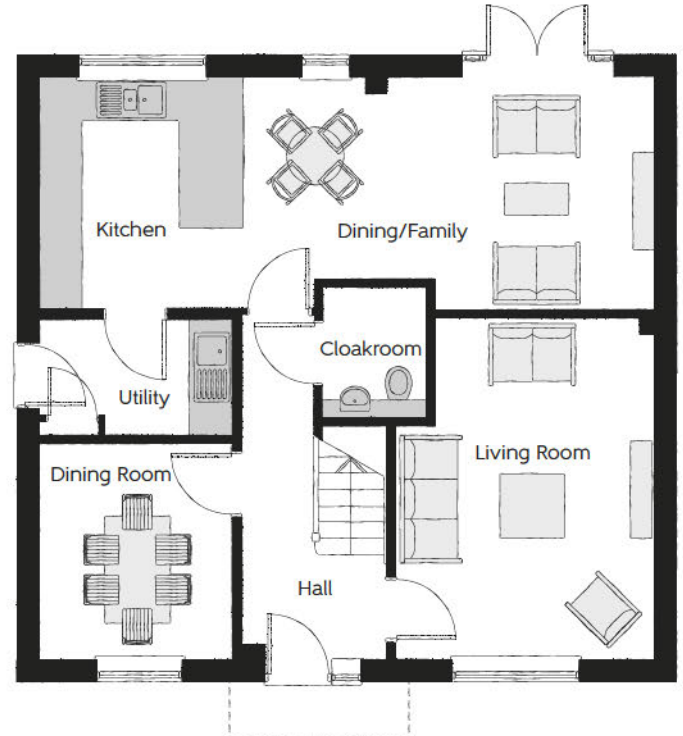 Kitchen
Dining/Family
Cloakroom
Utility
Living Room
Dining Room
Hall